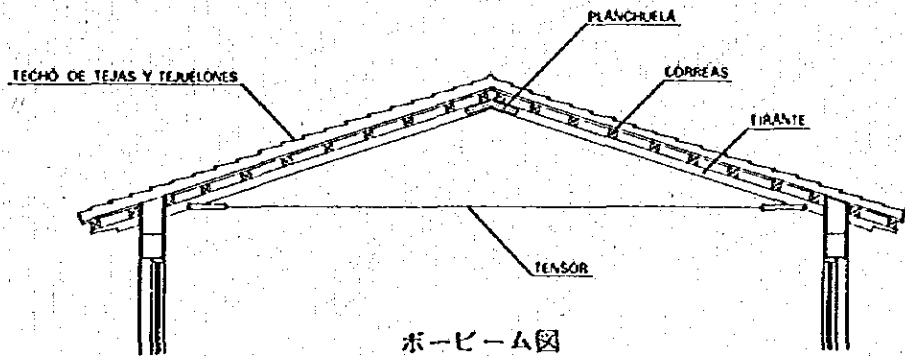 PLANCHUELA
TECHO DE TEJAS Y TEJUELONES
CORREAS
TIRANTE
TENSOR
ボービーム図